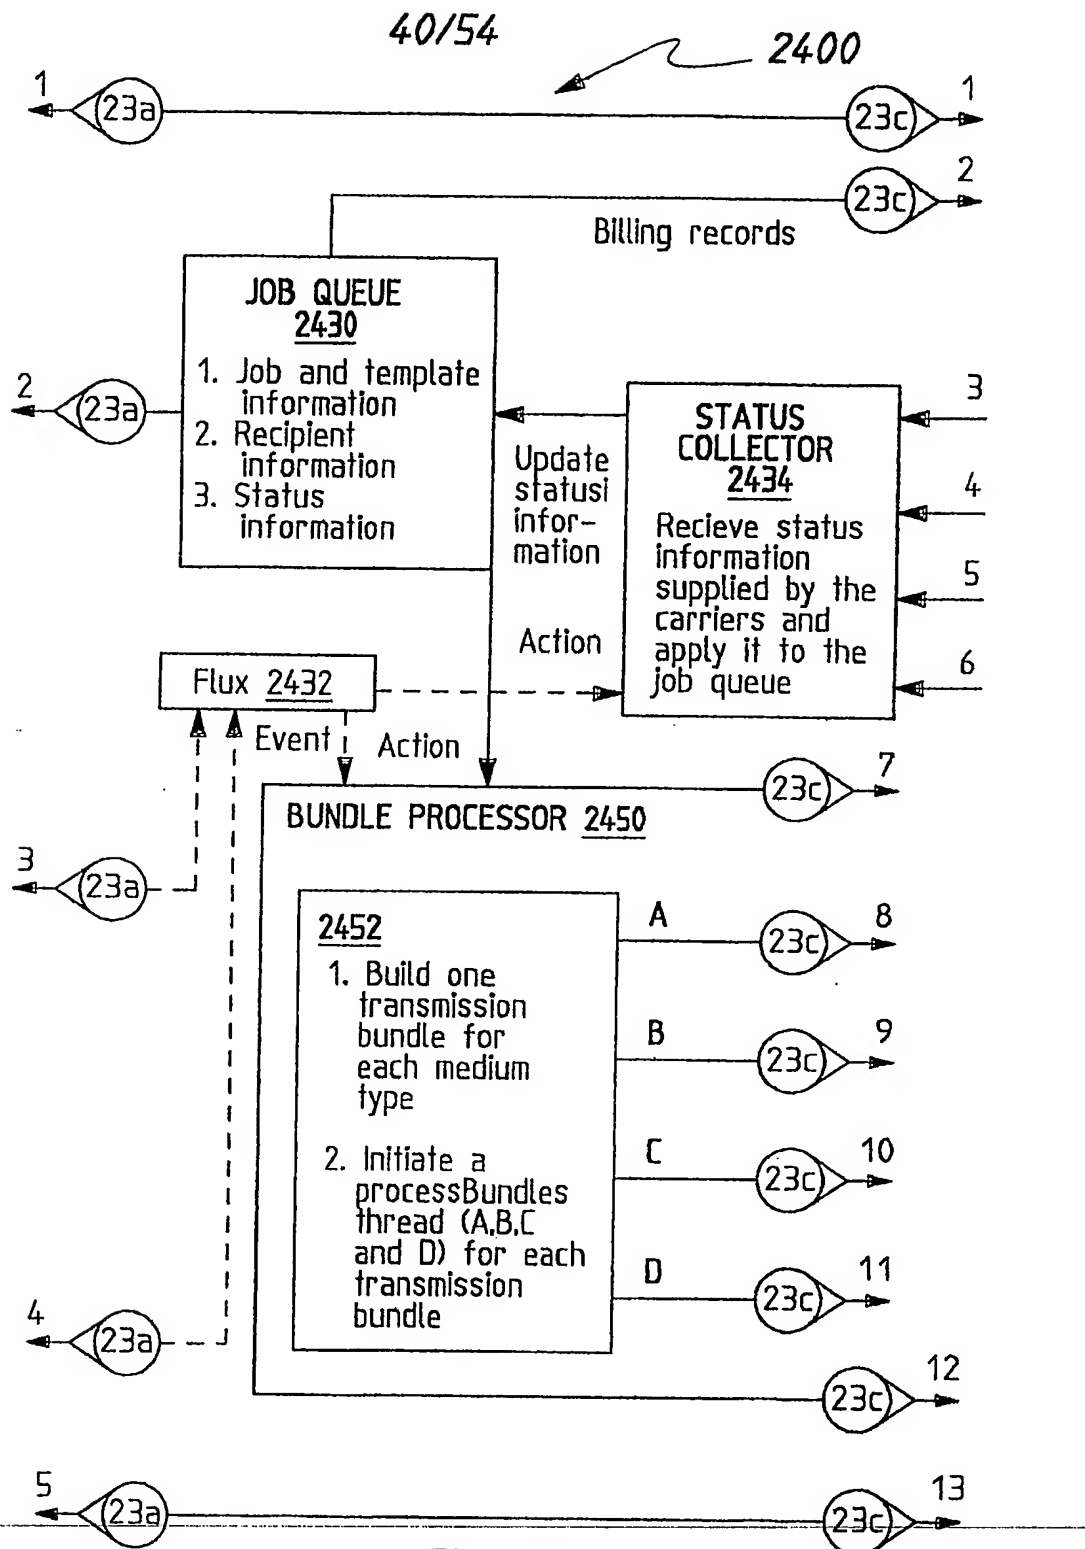 40/54
2400
1
23a
23c
1
23c
2
Billing records
JOB QUEUE
2430
1. Job and template
information
2. Recipient
information
3. Status
information
2
23a
STATUS
COLLECTOR
2434
Recieve status
information
supplied by the
carriers and
apply it to the
job queue
3
4
5
6
Update
statusi
infor-
mation
Action
Flux 2432
Event
Action
23c
7
BUNDLE PROCESSOR 2450
3
23a
2452
1. Build one
transmission
bundle for
each medium
type
2. Initiate a
processBundles
thread (A,B,C
and D) for each
transmission
bundle
A
23c
8
B
23c
9
C
23c
10
D
23c
11
4
23a
23c
12
5
23a
23c
13